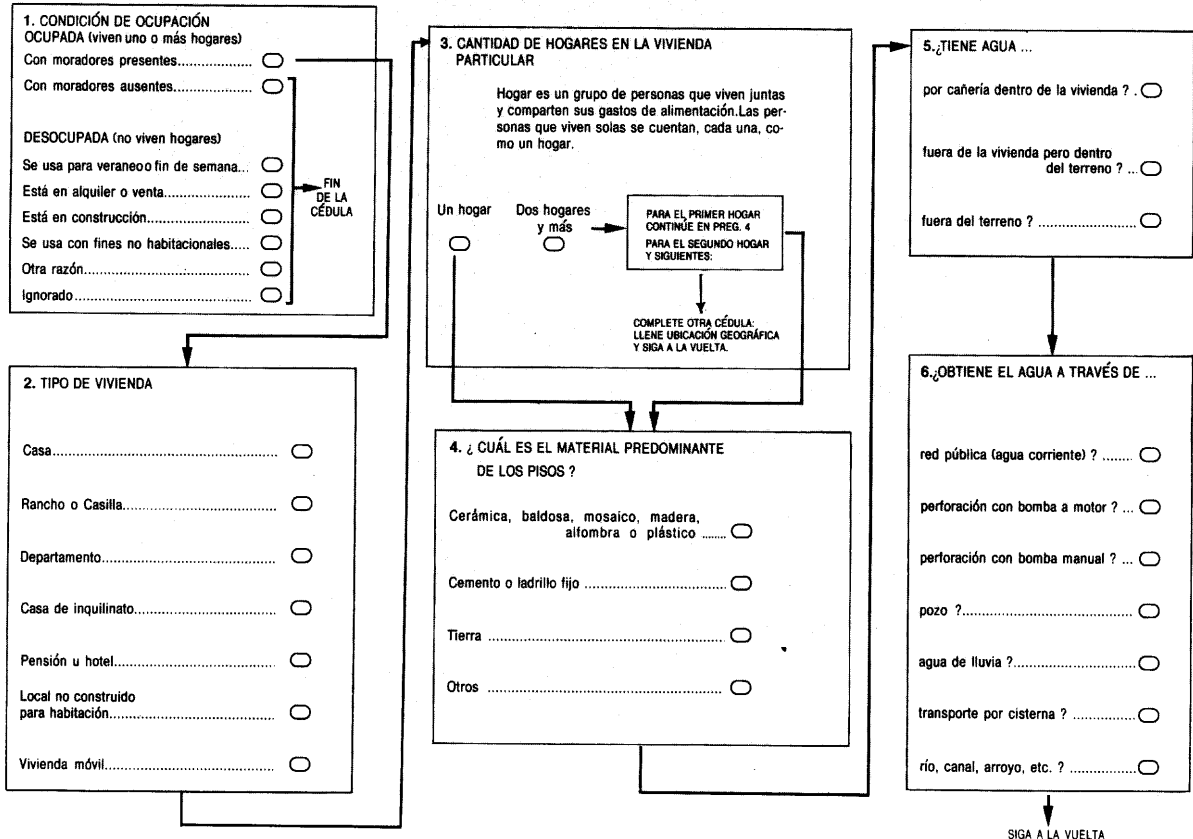 1. CONDICIÓN DE OCUPACIÓN
OCUPADA (viven uno o más hogares)
Con moradores presentes..................
Con moradores ausentes...................
DESOCUPADA (no viven hogares)
Se usa para veraneo o fin de semana...
Está en alquiler o venta.....................
Está en construcción.........................
Se usa con fines no habitacionales.....
Otra razón.......................................
Ignorado.........................................
FIN
DE LA
CÉDULA
2. TIPO DE VIVIENDA
Casa..................................................
Rancho o Casilla...................................
Departamento.......................................
Casa de inquilinato................................
Pensión u hotel.....................................
Local no construido
para habitación.....................................
Vivienda móvil......................................
3. CANTIDAD DE HOGARES EN LA VIVIENDA
PARTICULAR
Hogar es un grupo de personas que viven juntas
y comparten sus gastos de alimentación.Las per-
sonas que viven solas se cuentan, cada una, co-
mo un hogar.
Un hogar
Dos hogares
y más
PARA EL PRIMER HOGAR
CONTINÚE EN PREG. 4
PARA EL SEGUNDO HOGAR
Y SIGUIENTES:
COMPLETE OTRA CÉDULA:
LLENE UBICACIÓN GEOGRÁFICA
Y SIGA A LA VUELTA.
4. ¿ CUÁL ES EL MATERIAL PREDOMINANTE
DE LOS PISOS ?
Cerámica, baldosa, mosaico, madera,
alfombra o plástico .......
Cemento o ladrillo fijo ..............................
Tierra ....................................................
Otros ....................................................
5.¿TIENE AGUA ...
por cañería dentro de la vivienda ? .
fuera de la vivienda pero dentro
del terreno ? ...
fuera del terreno ? .....................
6.¿OBTIENE EL AGUA A TRAVÉS DE ...
red pública (agua corriente) ? ........
perforación con bomba a motor ? ...
perforación con bomba manual ? ...
pozo ?.....................................
agua de lluvia ?..........................
transporte por cisterna ? ..............
río, canal, arroyo, etc. ? ..............
SIGA A LA VUELTA